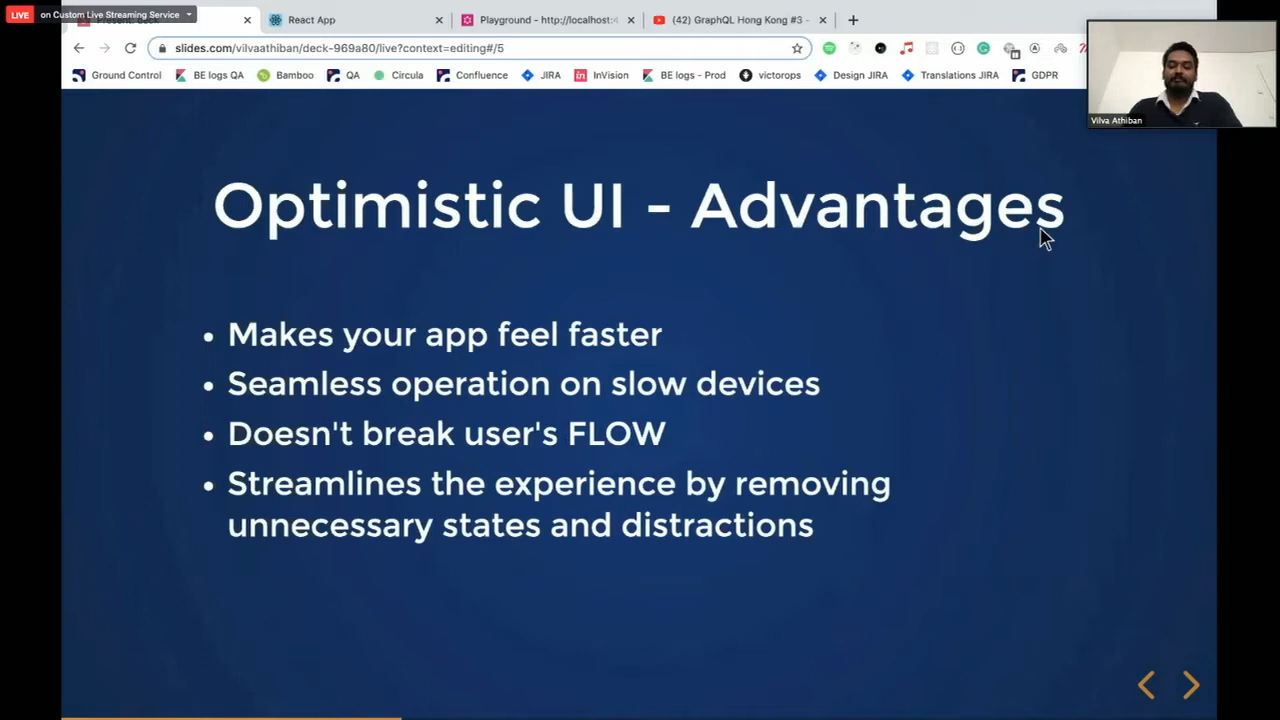 LIVE on Custom Live Streaming Service
React App
Playground - http://localhost:4
(42) GraphQL Hong Kong #3 -
slides.com/vilvaathiban/deck-969a80/live?context=editing#/5
Ground Control BE logs QA Bamboo QA Circula Confluence JIRA InVision BE logs - Prod victorops Design JIRA Translations JIRA GDPR
Vilva Athiban
Optimistic UI - Advantages
• Makes your app feel faster
• Seamless operation on slow devices
• Doesn't break user's FLOW
• Streamlines the experience by removing
unnecessary states and distractions